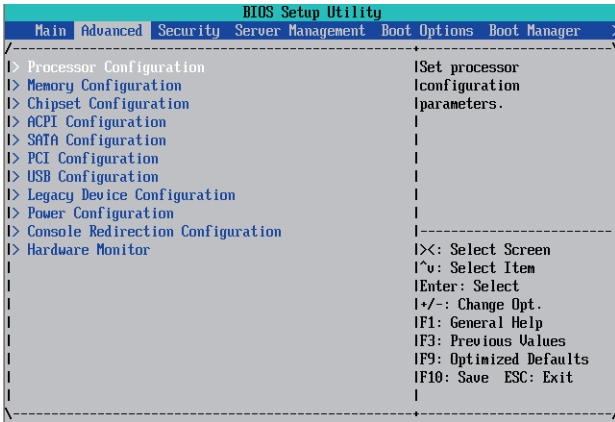 BIOS Setup Utility
Main Advanced Security Server Management Boot Options Boot Manager >
> Processor Configuration
> Memory Configuration
> Chipset Configuration
> ACPI Configuration
> SATA Configuration
> PCI Configuration
> USB Configuration
> Legacy Device Configuration
> Power Configuration
> Console Redirection Configuration
> Hardware Monitor
Set processor
configuration
parameters.
><: Select Screen
^v: Select Item
Enter: Select
+/-: Change Opt.
F1: General Help
F3: Previous Values
F9: Optimized Defaults
F10: Save ESC: Exit